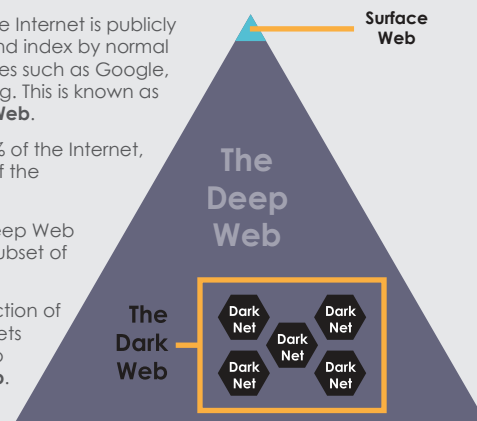 e Internet is publicly
nd index by normal
es such as Google,
g. This is known as
Veb.
% of the Internet,
f the
eep Web
ubset of
ction of
ets
o
b.
Surface
Web
The
Deep
Web
The
Dark
Web
Dark
Net
Dark
Net
Dark
Net
Dark
Net
Dark
Net